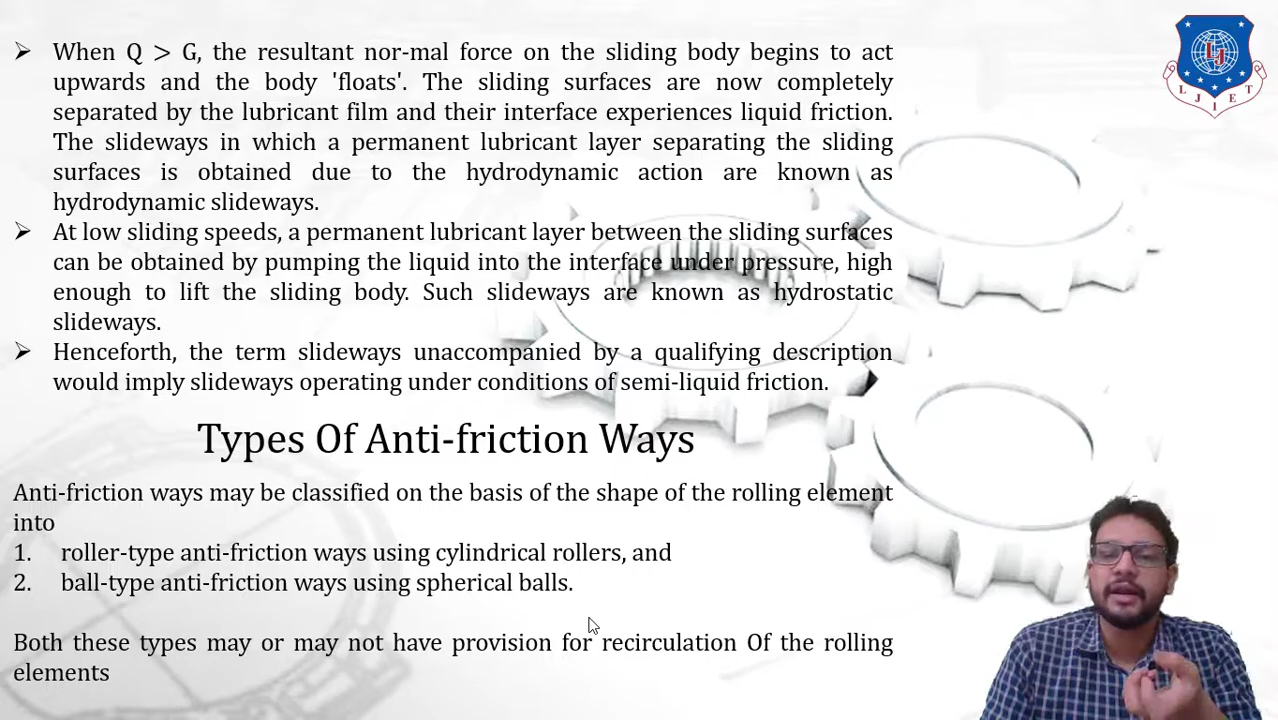 ➢ When Q > G, the resultant nor-mal force on the sliding body begins to act
upwards and the body 'floats'. The sliding surfaces are now completely
separated by the lubricant film and their interface experiences liquid friction.
The slideways in which a permanent lubricant layer separating the sliding
surfaces is obtained due to the hydrodynamic action are known as
hydrodynamic slideways.
➢ At low sliding speeds, a permanent lubricant layer between the sliding surfaces
can be obtained by pumping the liquid into the interface under pressure, high
enough to lift the sliding body. Such slideways are known as hydrostatic
slideways.
➢ Henceforth, the term slideways unaccompanied by a qualifying description
would imply slideways operating under conditions of semi-liquid friction.
Types Of Anti-friction Ways
Anti-friction ways may be classified on the basis of the shape of the rolling element
into
1. roller-type anti-friction ways using cylindrical rollers, and
2. ball-type anti-friction ways using spherical balls.
Both these types may or may not have provision for recirculation Of the rolling
elements
LJ
LJIET